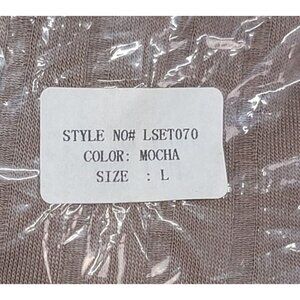 STYLE NO# LSET070
COLOR: MOCHA
SIZE : L